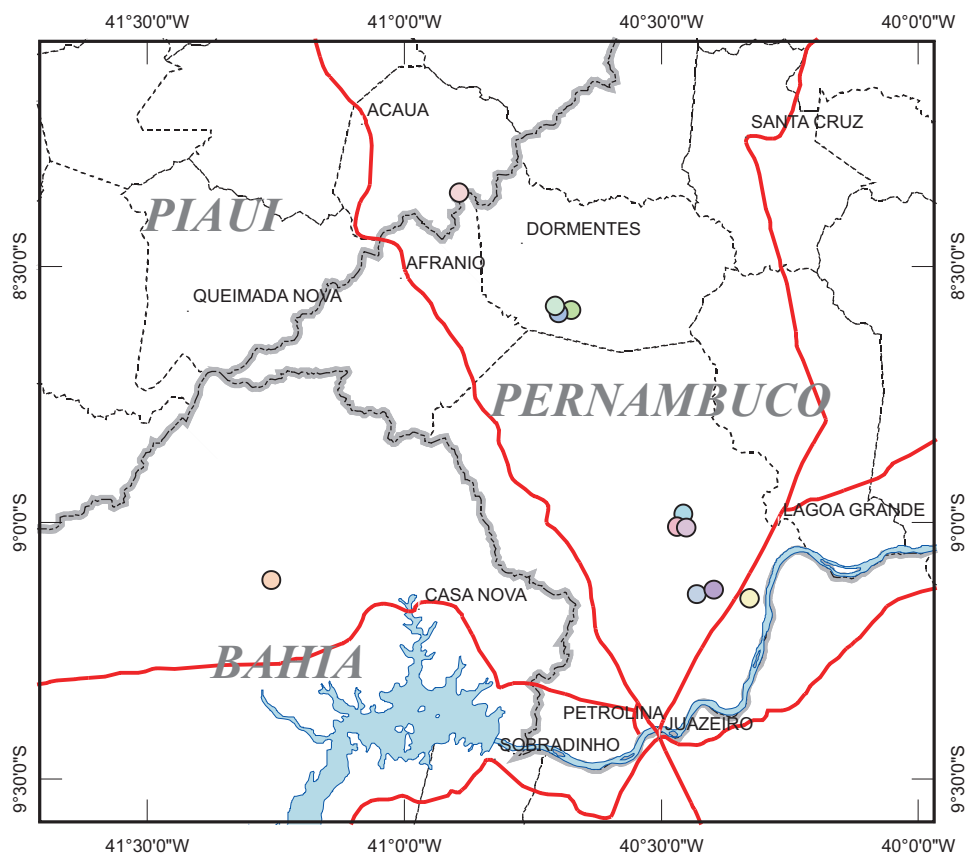 41°30'0"W 41°0'0"W 40°30'0"W 40°0'0"W
ACAUA
SANTA CRUZ
PIAUI
DORMENTES
8°30'0"S 8°30'0"S
AFRANIO
QUEIMADA NOVA
PERNAMBUCO
LAGOA GRANDE
9°0'0"S 9°0'0"S
CASA NOVA
BAHIA
PETROLINA
JUAZEIRO
SOBRADINHO
9°30'0"S 9°30'0"S
41°30'0"W 41°0'0"W 40°30'0"W 40°0'0"W